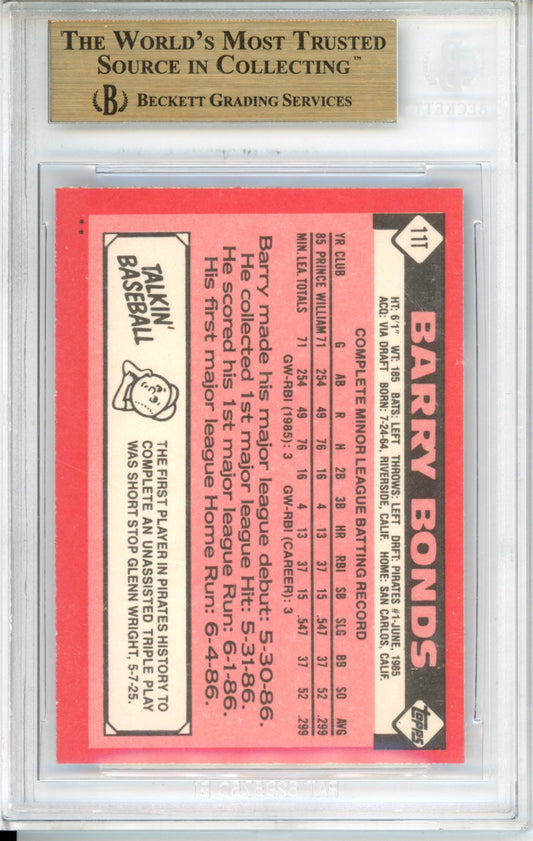 THE WORLD'S MOST TRUSTED
SOURCE IN COLLECTING™
B BECKETT GRADING SERVICES
11T
BARRY BONDS
topps
HT: 6'1" WT: 185 BATS: LEFT THROWS: LEFT DRFT: PIRATES #1-JUNE, 1985
ACQ: VIA DRAFT BORN: 7-24-64, RIVERSIDE, CALIF. HOME: SAN CARLOS, CALIF.
COMPLETE MINOR LEAGUE BATTING RECORD
YR CLUB G AB R H 2B 3B HR RBI SB SLG BB SO AVG
85 PRINCE WILLIAM 71 254 49 76 16 4 13 37 15 .547 37 52 .299
MIN. LEA. TOTALS 71 254 49 76 16 4 13 37 15 .547 37 52 .299
GW-RBI (1985): 3 GW-RBI (CAREER): 3
Barry made his major league debut: 5-30-86.
He collected 1st major league Hit: 5-31-86.
He scored his 1st major league Run: 6-1-86.
His first major league Home Run: 6-4-86.
TALKIN'
BASEBALL
THE FIRST PLAYER IN PIRATES HISTORY TO
COMPLETE AN UNASSISTED TRIPLE PLAY
WAS SHORT STOP GLENN WRIGHT, 5-7-25.
**